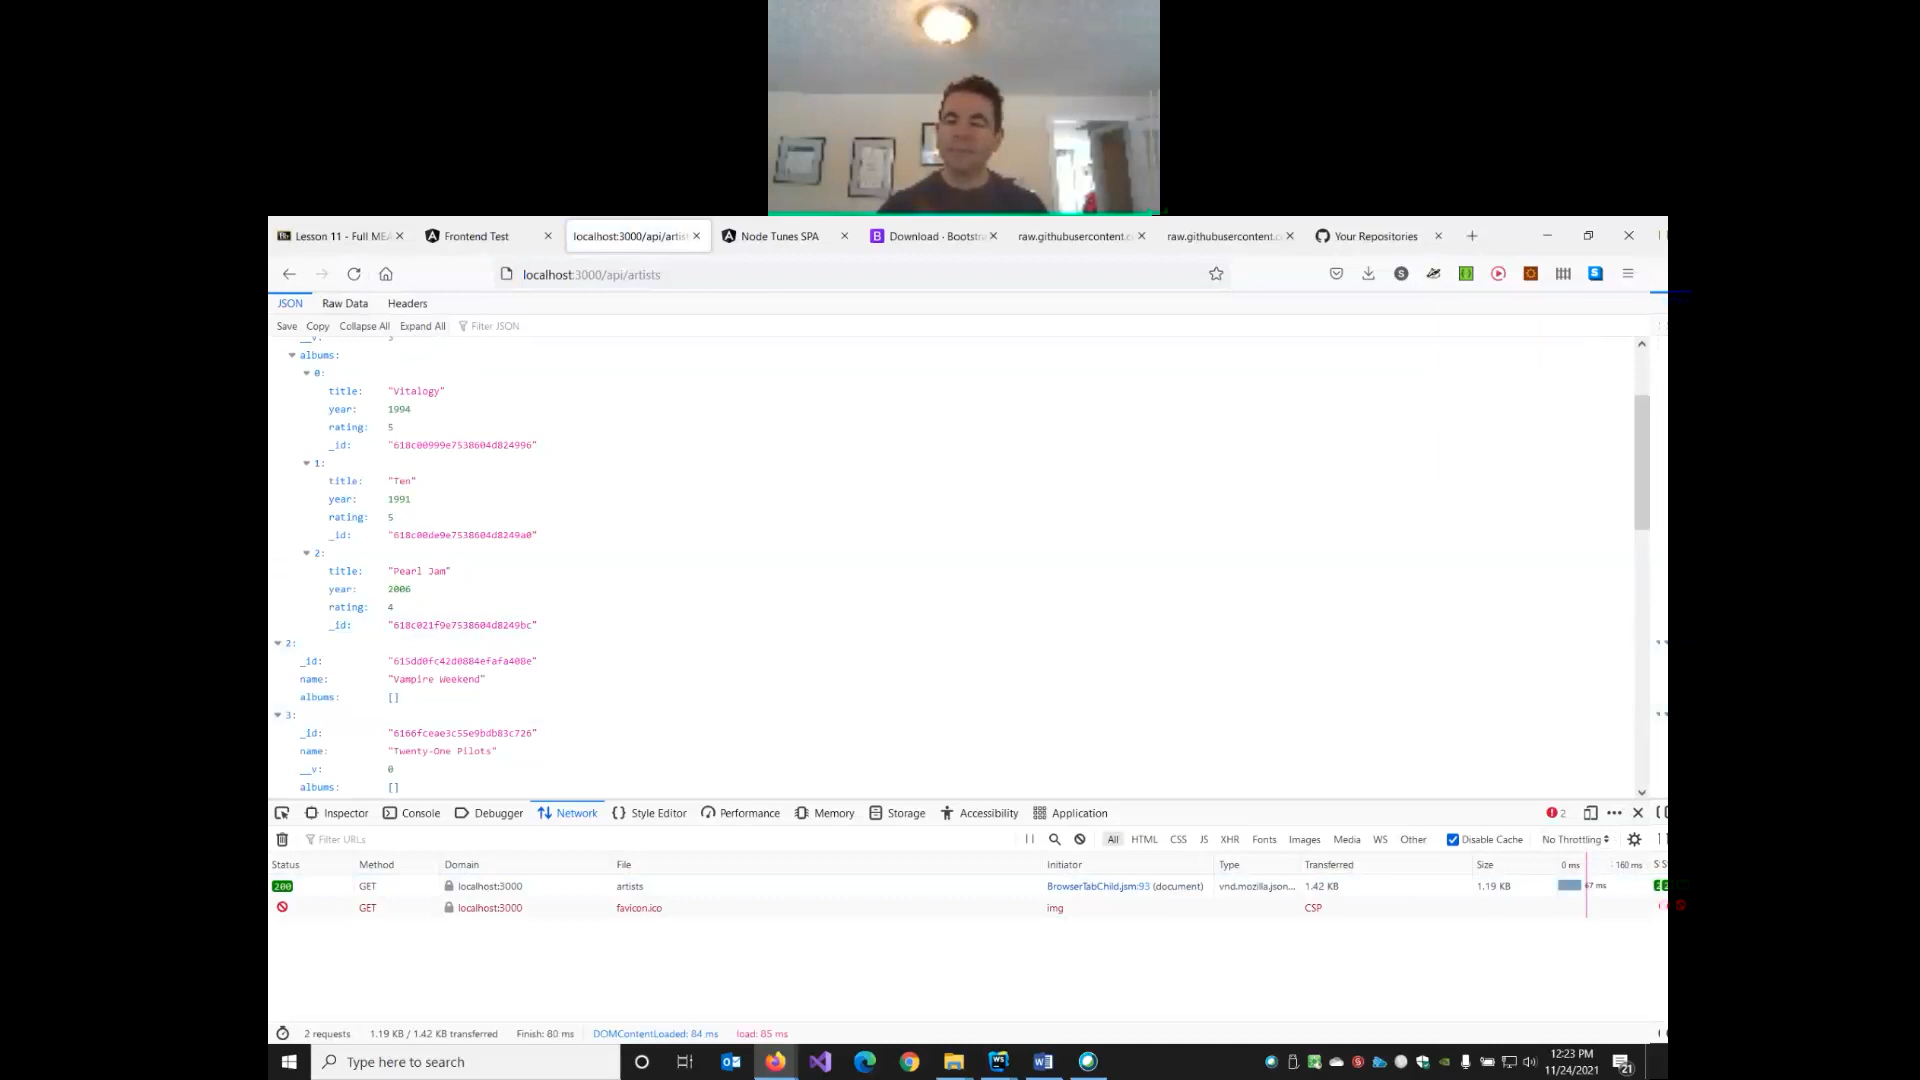 Lesson 11 - Full MEA
Frontend Test
localhost:3000/api/artist
Node Tunes SPA
Download · Bootstra
raw.githubusercontent.c
raw.githubusercontent.c
Your Repositories
localhost:3000/api/artists
JSON Raw Data Headers
Save Copy Collapse All Expand All Filter JSON
__v: 3
albums:
0:
title: "Vitalogy"
year: 1994
rating: 5
_id: "618c00999e7538604d824996"
1:
title: "Ten"
year: 1991
rating: 5
_id: "618c00de9e7538604d8249a0"
2:
title: "Pearl Jam"
year: 2006
rating: 4
_id: "618c021f9e7538604d8249bc"
2:
_id: "615dd0fc42d0884efafa408e"
name: "Vampire Weekend"
albums: []
3:
_id: "6166fceae3c55e9bdb83c726"
name: "Twenty-One Pilots"
__v: 0
albums: []
Inspector Console Debugger Network Style Editor Performance Memory Storage Accessibility Application 2
Filter URLs All HTML CSS JS XHR Fonts Images Media WS Other Disable Cache No Throttling
Status Method Domain File Initiator Type Transferred Size 0 ms 160 ms
200 GET localhost:3000 artists BrowserTabChild.jsm:93 (document) vnd.mozilla.json... 1.42 KB 1.19 KB 67 ms
GET localhost:3000 favicon.ico img CSP
2 requests 1.19 KB / 1.42 KB transferred Finish: 80 ms DOMContentLoaded: 84 ms load: 85 ms
Type here to search
12:23 PM
11/24/2021
21